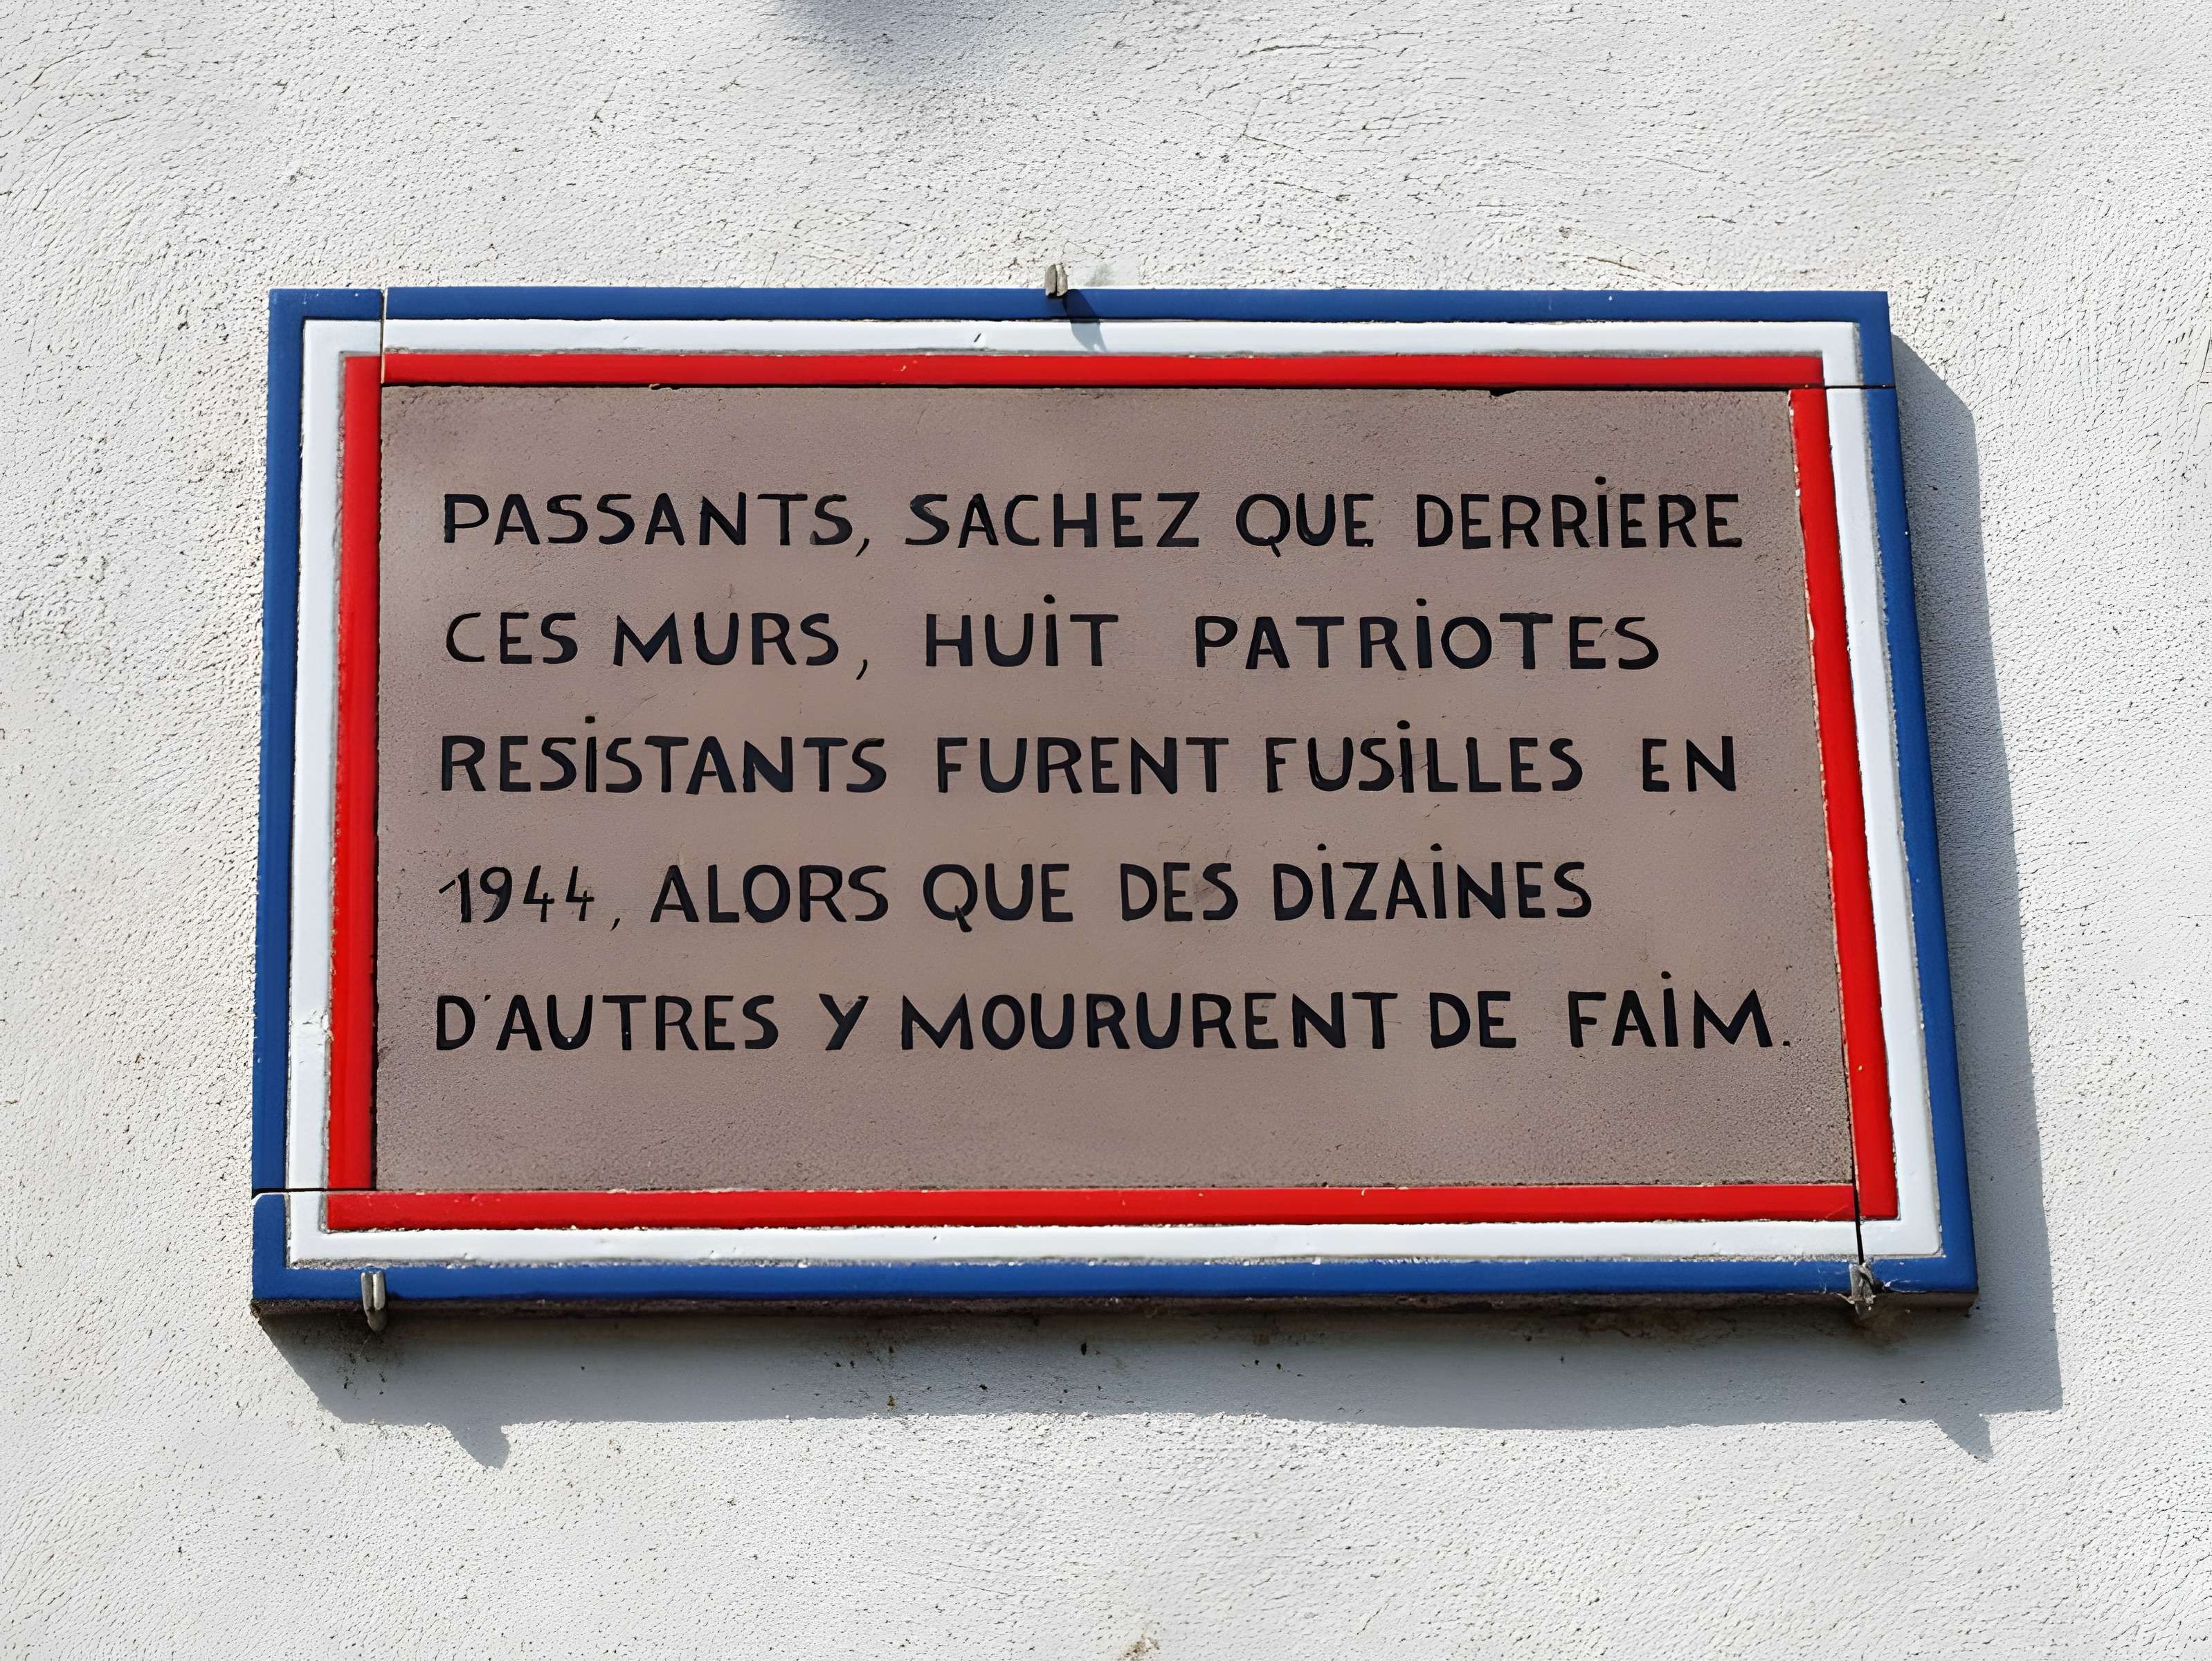 PASSANTS, SACHEZ QUE DERRIERE
CES MURS, HUIT PATRIOTES
RESISTANTS FURENT FUSILLES EN
1944, ALORS QUE DES DIZAINES
D'AUTRES Y MOURURENT DE FAIM.